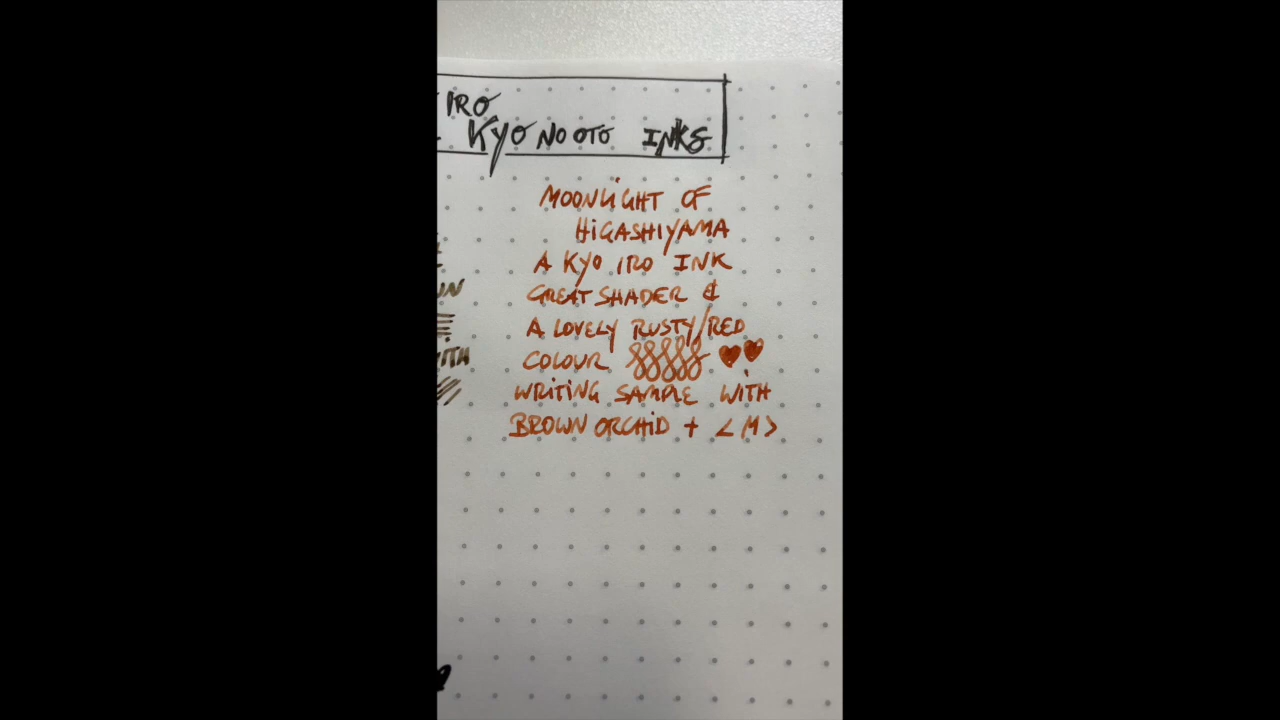 IRO
KYO NO OTO INKS
MOONLIGHT OF
HIGASHIYAMA
A KYO IRO INK
GREAT SHADER &
A LOVELY RUSTY/RED
COLOUR
WRITING SAMPLE WITH
BROWN ORCHID + <M>